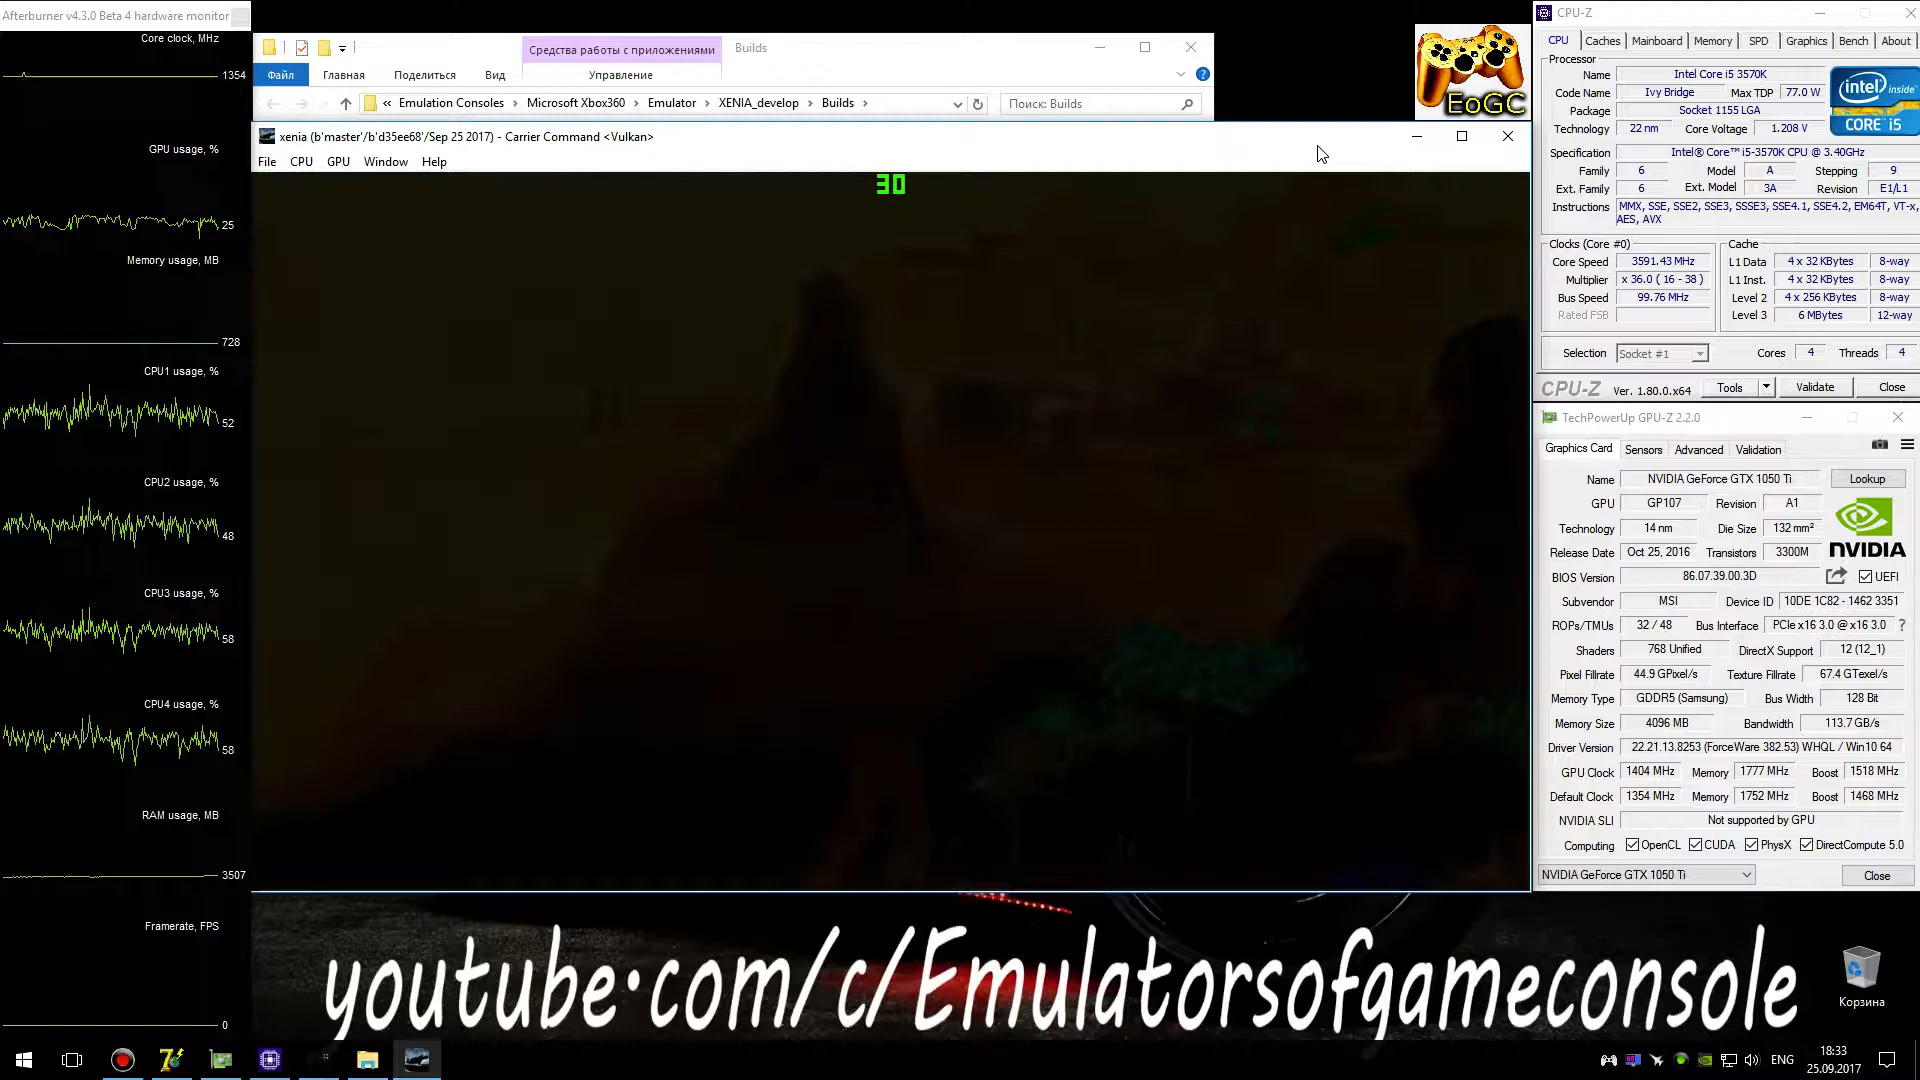 Afterburner v4.3.0 Beta 4 hardware monitor
Core clock, MHz
1354
GPU usage, %
25
Memory usage, MB
728
CPU1 usage, %
52
CPU2 usage, %
48
CPU3 usage, %
58
CPU4 usage, %
58
RAM usage, MB
3507
Framerate, FPS
0
Средства работы с приложениями
Builds
Файл
Главная
Поделиться
Вид
Управление
« Emulation Consoles > Microsoft Xbox360 > Emulator > XENIA_develop > Builds >
Поиск: Builds
EoGC
xenia (b'master'/b'd35ee68'/Sep 25 2017) - Carrier Command <Vulkan>
File CPU GPU Window Help
30
CPU-Z
CPU Caches Mainboard Memory SPD Graphics Bench About
Processor
Name Intel Core i5 3570K
Code Name Ivy Bridge Max TDP 77.0 W
Package Socket 1155 LGA
Technology 22 nm Core Voltage 1.208 V
intel inside™
CORE i5
Specification Intel® Core™ i5-3570K CPU @ 3.40GHz
Family 6 Model A Stepping 9
Ext. Family 6 Ext. Model 3A Revision E1/L1
Instructions MMX, SSE, SSE2, SSE3, SSSE3, SSE4.1, SSE4.2, EM64T, VT-x,
AES, AVX
Clocks (Core #0)
Core Speed 3591.43 MHz
Multiplier x 36.0 ( 16 - 38 )
Bus Speed 99.76 MHz
Rated FSB
Cache
L1 Data 4 x 32 KBytes 8-way
L1 Inst. 4 x 32 KBytes 8-way
Level 2 4 x 256 KBytes 8-way
Level 3 6 MBytes 12-way
Selection Socket #1 Cores 4 Threads 4
CPU-Z Ver. 1.80.0.x64 Tools Validate Close
TechPowerUp GPU-Z 2.2.0
Graphics Card Sensors Advanced Validation
Name NVIDIA GeForce GTX 1050 Ti Lookup
GPU GP107 Revision A1
Technology 14 nm Die Size 132 mm²
Release Date Oct 25, 2016 Transistors 3300M
NVIDIA
BIOS Version 86.07.39.00.3D UEFI
Subvendor MSI Device ID 10DE 1C82 - 1462 3351
ROPs/TMUs 32 / 48 Bus Interface PCIe x16 3.0 @ x16 3.0 ?
Shaders 768 Unified DirectX Support 12 (12_1)
Pixel Fillrate 44.9 GPixel/s Texture Fillrate 67.4 GTexel/s
Memory Type GDDR5 (Samsung) Bus Width 128 Bit
Memory Size 4096 MB Bandwidth 113.7 GB/s
Driver Version 22.21.13.8253 (ForceWare 382.53) WHQL / Win10 64
GPU Clock 1404 MHz Memory 1777 MHz Boost 1518 MHz
Default Clock 1354 MHz Memory 1752 MHz Boost 1468 MHz
NVIDIA SLI Not supported by GPU
Computing OpenCL CUDA PhysX DirectCompute 5.0
NVIDIA GeForce GTX 1050 Ti Close
youtube.com/c/Emulatorsofgameconsole
Корзина
ENG
18:33
25.09.2017